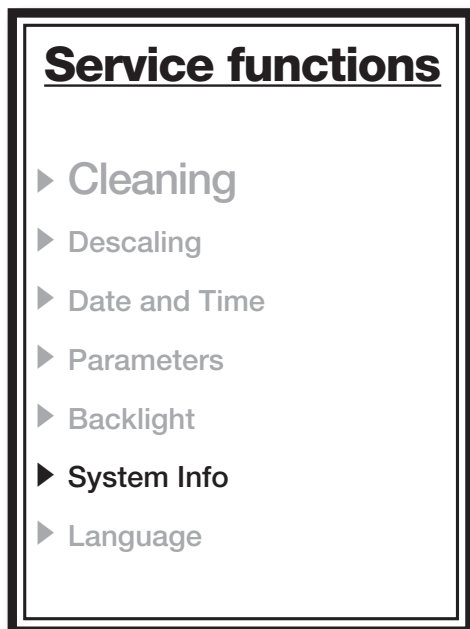 Service functions
Cleaning
Descaling
Date and Time
Parameters
Backlight
System Info
Language